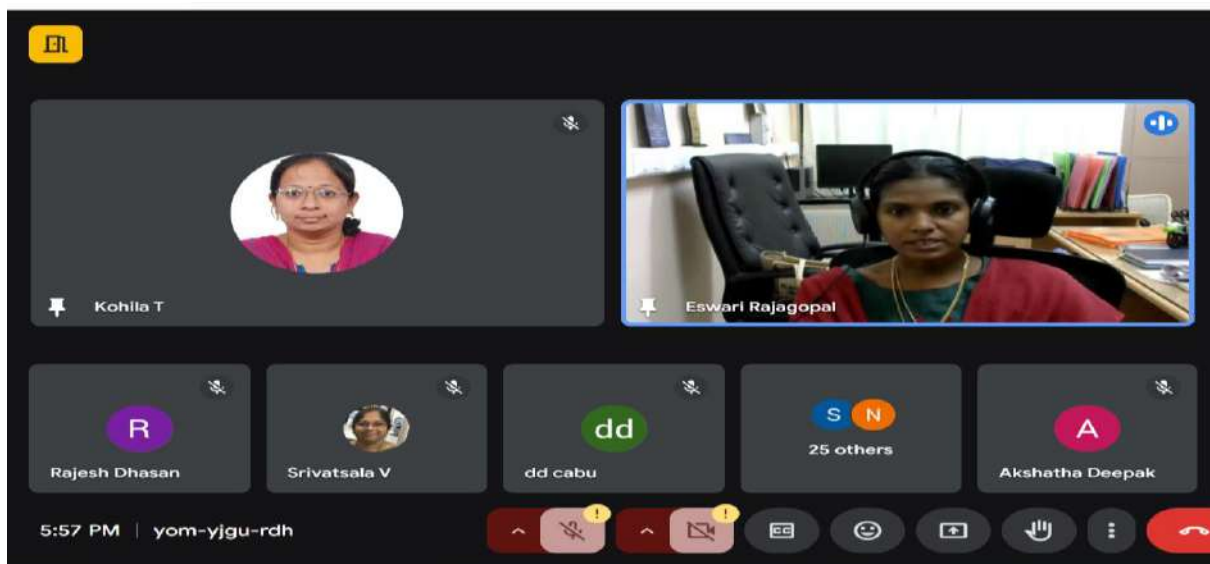 Kohila T
Eswari Rajagopal
R
Rajesh Dhasan
Srivatsala V
dd
dd cabu
S N
25 others
A
Akshatha Deepak
5:57 PM | yom-yjgu-rdh
! ! CC